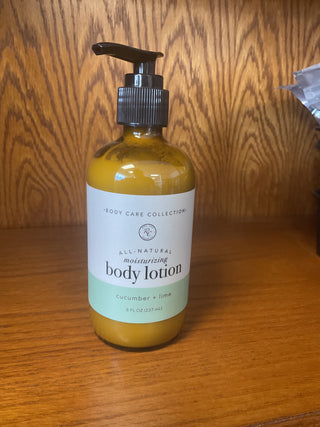 ·BODY CARE COLLECTION·
ALL-NATURAL
moisturizing
body lotion
cucumber + lime
8 FL OZ (237 mL)